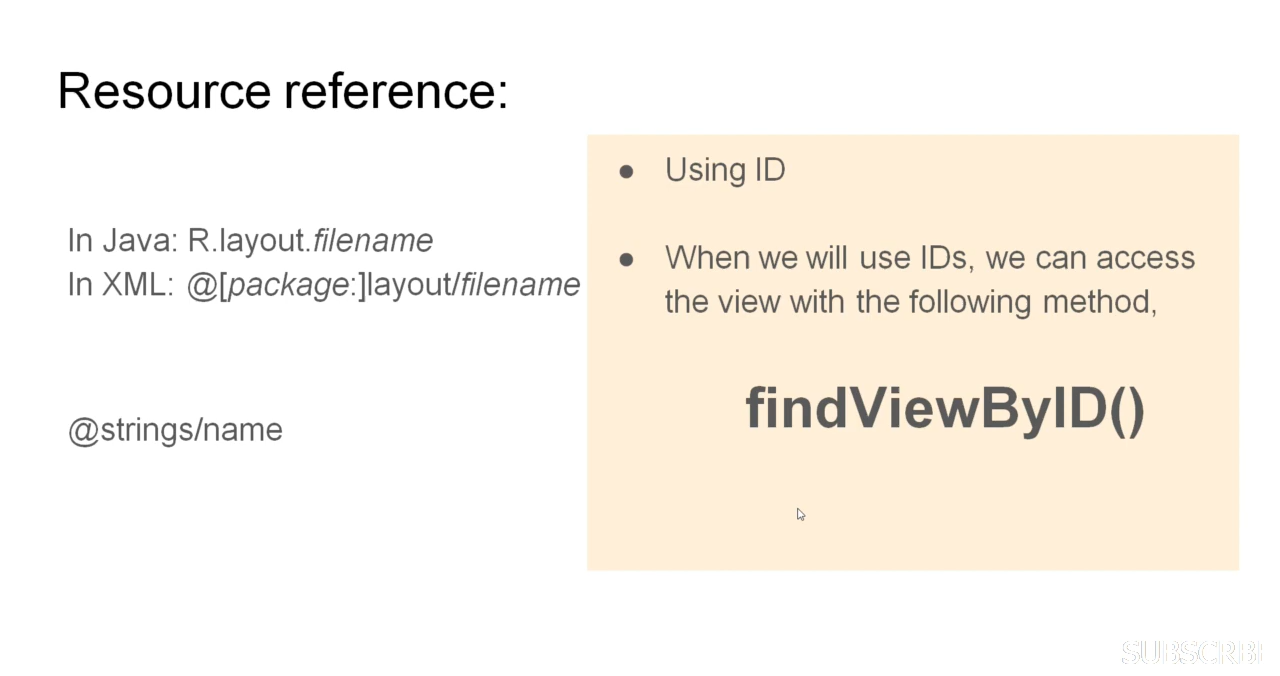 Resource reference:
In Java: R.layout.filename
In XML: @[package:]layout/filename
@strings/name
● Using ID
● When we will use IDs, we can access
the view with the following method,
findViewByID()
SUBSCRIBE